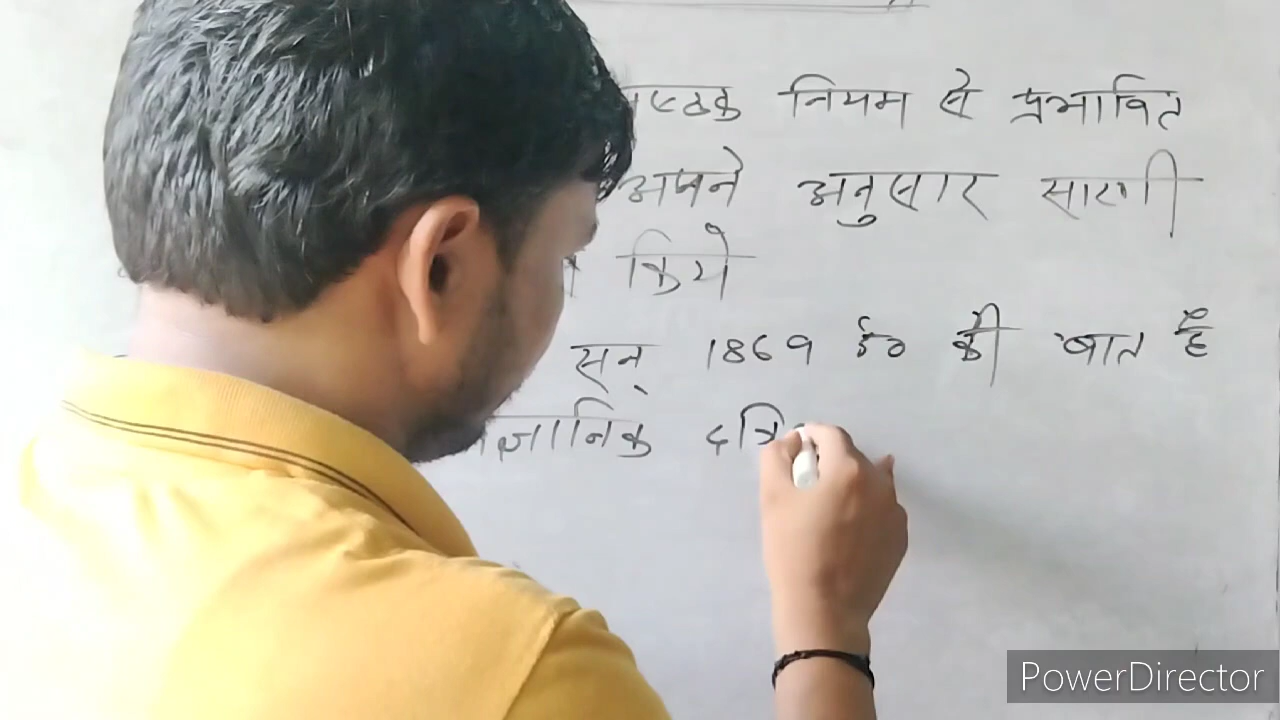 नियम से प्रभावित
अपने अनुसार सारणी
किये
सन् 1869 ई० की बात है
PowerDirector